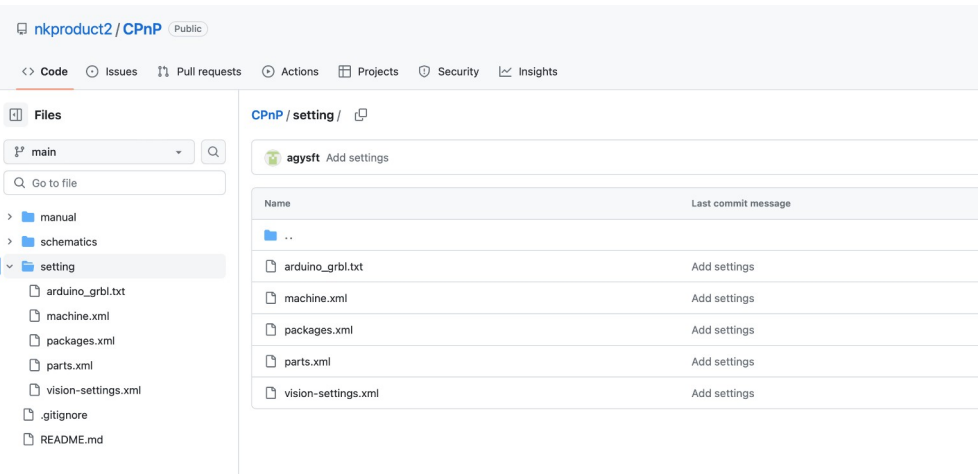 nkproduct2 / CPnP Public
Code Issues Pull requests Actions Projects Security Insights
Files
main
Go to file
manual
schematics
setting
arduino_grbl.txt
machine.xml
packages.xml
parts.xml
vision-settings.xml
.gitignore
README.md
CPnP / setting /
agysft Add settings
Name Last commit message
..
arduino_grbl.txt Add settings
machine.xml Add settings
packages.xml Add settings
parts.xml Add settings
vision-settings.xml Add settings